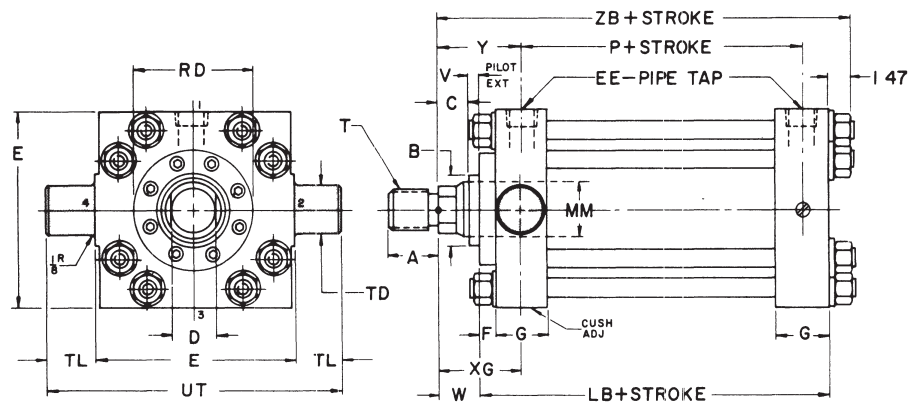 ZB+STROKE
Y
P+STROKE
RD
V
PILOT
EXT
EE-PIPE TAP
1 47
C
T
B
E
4
2
MM
1/8 R
A
TD
3
D
CUSH
ADJ
F
G
G
TL
E
TL
XG
UT
W
LB+STROKE